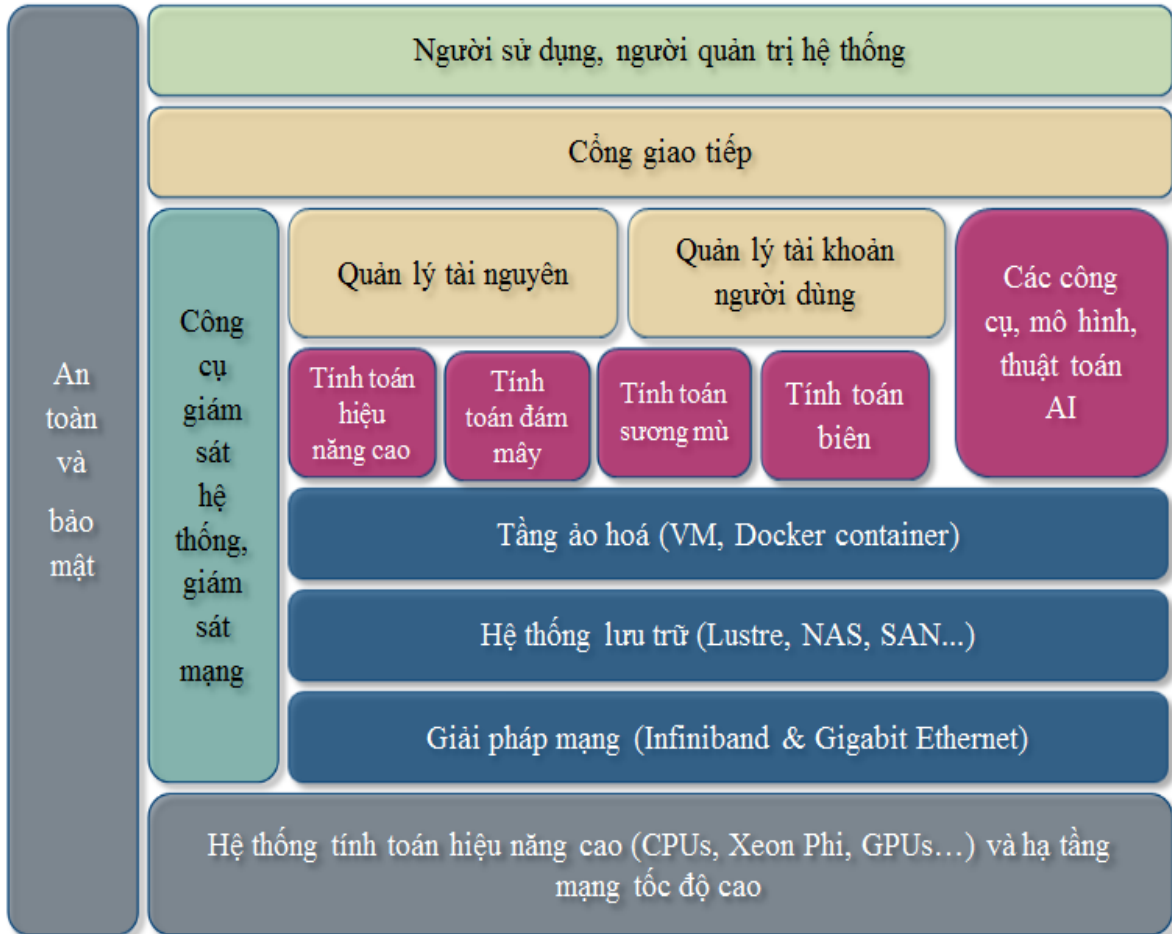 Người sử dụng, người quản trị hệ thống
Cổng giao tiếp
An
toàn
và
bảo
mật
Công
cụ
giám
sát
hệ
thống,
giám
sát
mạng
Quản lý tài nguyên
Quản lý tài khoản
người dùng
Các công
cụ, mô hình,
thuật toán
AI
Tính toán
hiệu
năng cao
Tính
toán đám
mây
Tính toán
sương mù
Tính toán
biên
Tầng ảo hoá (VM, Docker container)
Hệ thống lưu trữ (Lustre, NAS, SAN...)
Giải pháp mạng (Infiniband & Gigabit Ethernet)
Hệ thống tính toán hiệu năng cao (CPUs, Xeon Phi, GPUs…) và hạ tầng
mạng tốc độ cao